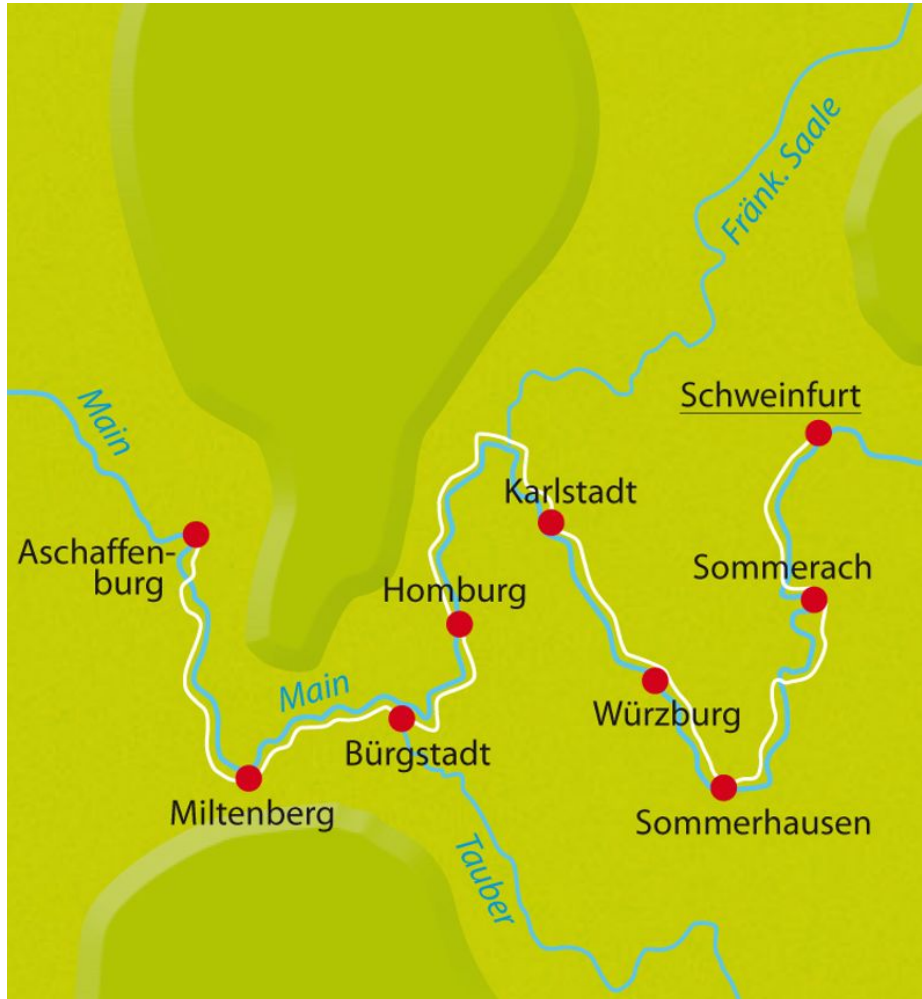 Fränk. Saale
Main
Schweinfurt
Karlstadt
Aschaffen-
burg
Sommerach
Homburg
Main
Würzburg
Bürgstadt
Miltenberg
Sommerhausen
Tauber